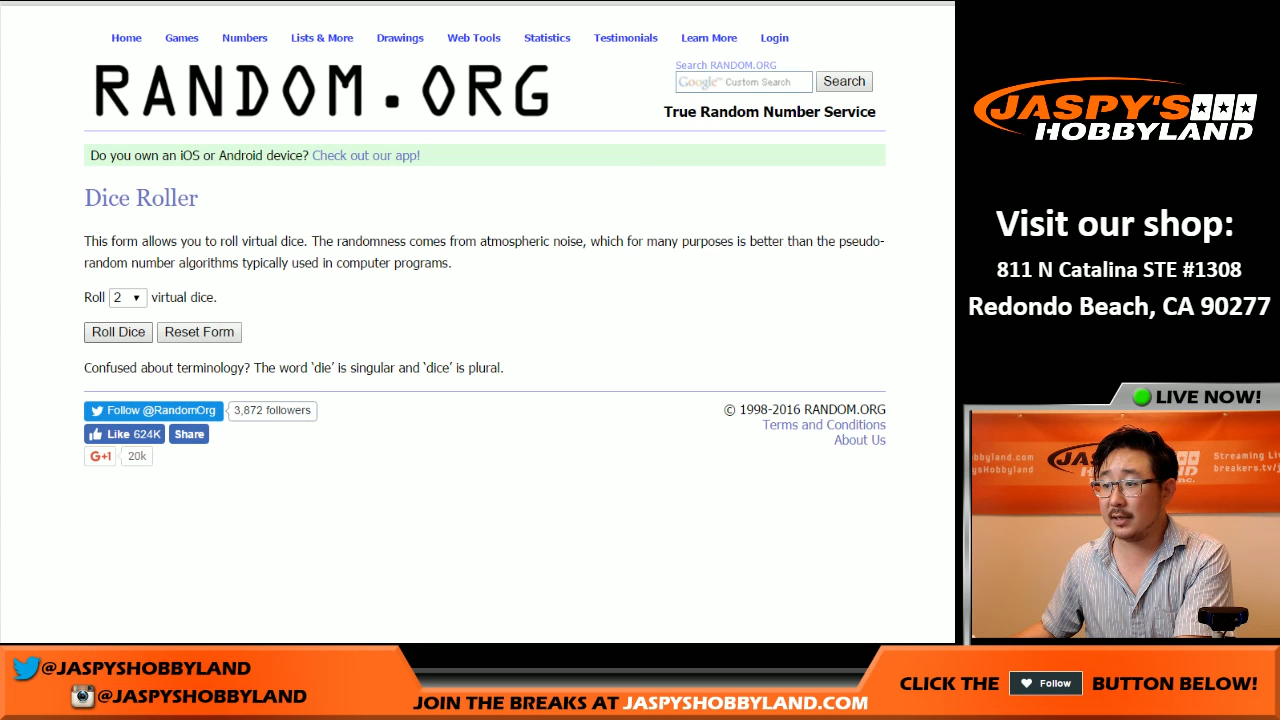 Home Games Numbers Lists & More Drawings Web Tools Statistics Testimonials Learn More Login
RANDOM.ORG
Search RANDOM.ORG
Google™ Custom Search Search
True Random Number Service
Do you own an iOS or Android device? Check out our app!
Dice Roller
This form allows you to roll virtual dice. The randomness comes from atmospheric noise, which for many purposes is better than the pseudo-
random number algorithms typically used in computer programs.
Roll 2 virtual dice.
Roll Dice Reset Form
Confused about terminology? The word ‘die’ is singular and ‘dice’ is plural.
Follow @RandomOrg 3,872 followers
Like 624K Share
G+1 20k
© 1998-2016 RANDOM.ORG
Terms and Conditions
About Us
JASPY'S
HOBBYLAND
Visit our shop:
811 N Catalina STE #1308
Redondo Beach, CA 90277
LIVE NOW!
Streaming Liv
breakers.tv/j
@JASPYSHOBBYLAND
@JASPYSHOBBYLAND
JOIN THE BREAKS AT JASPYSHOBBYLAND.COM
CLICK THE Follow BUTTON BELOW!